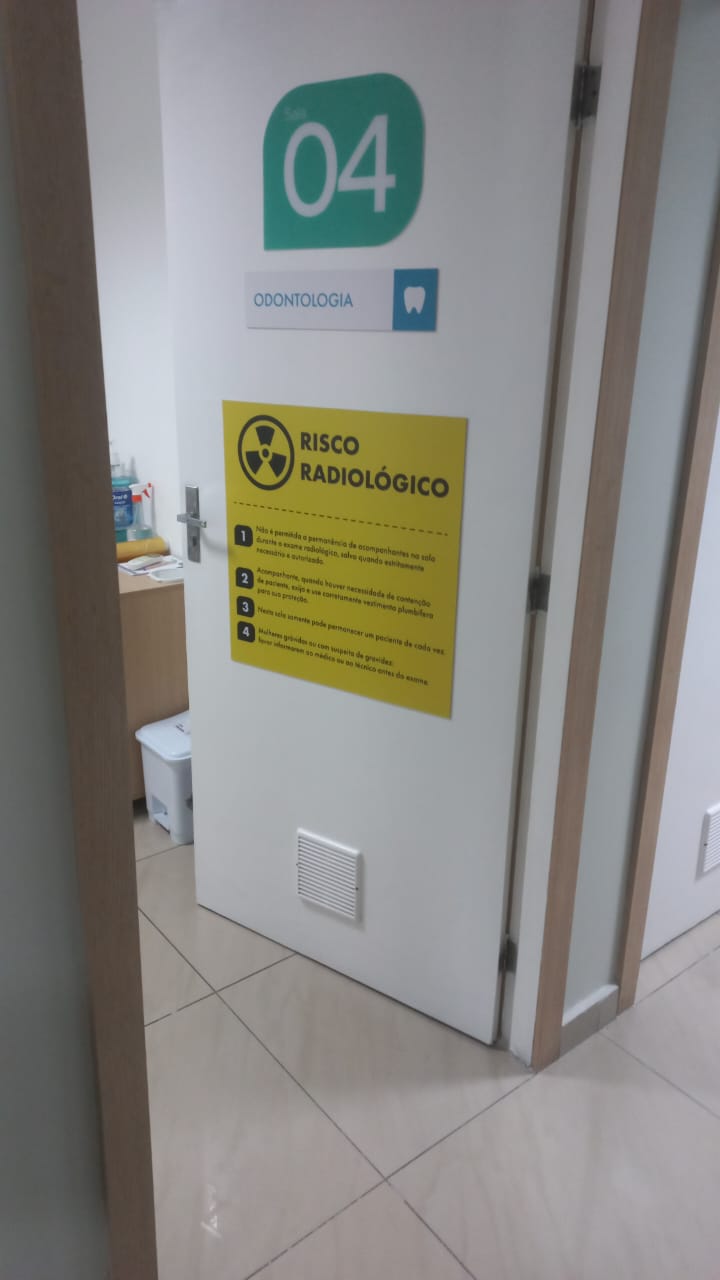 Sala
04
ODONTOLOGIA
RISCO
RADIOLÓGICO
1 Não é permitida a permanência de acompanhantes na sala
durante o exame radiológico, salvo quando estritamente
necessário e autorizado.
2 Acompanhante, quando houver necessidade de contenção
de paciente, exija e use corretamente vestimenta plumbífera
para sua proteção.
3 Nesta sala somente pode permanecer um paciente de cada vez.
4 Mulheres grávidas ou com suspeita de gravidez:
favor informarem ao médico ou ao técnico antes do exame
Oral-B